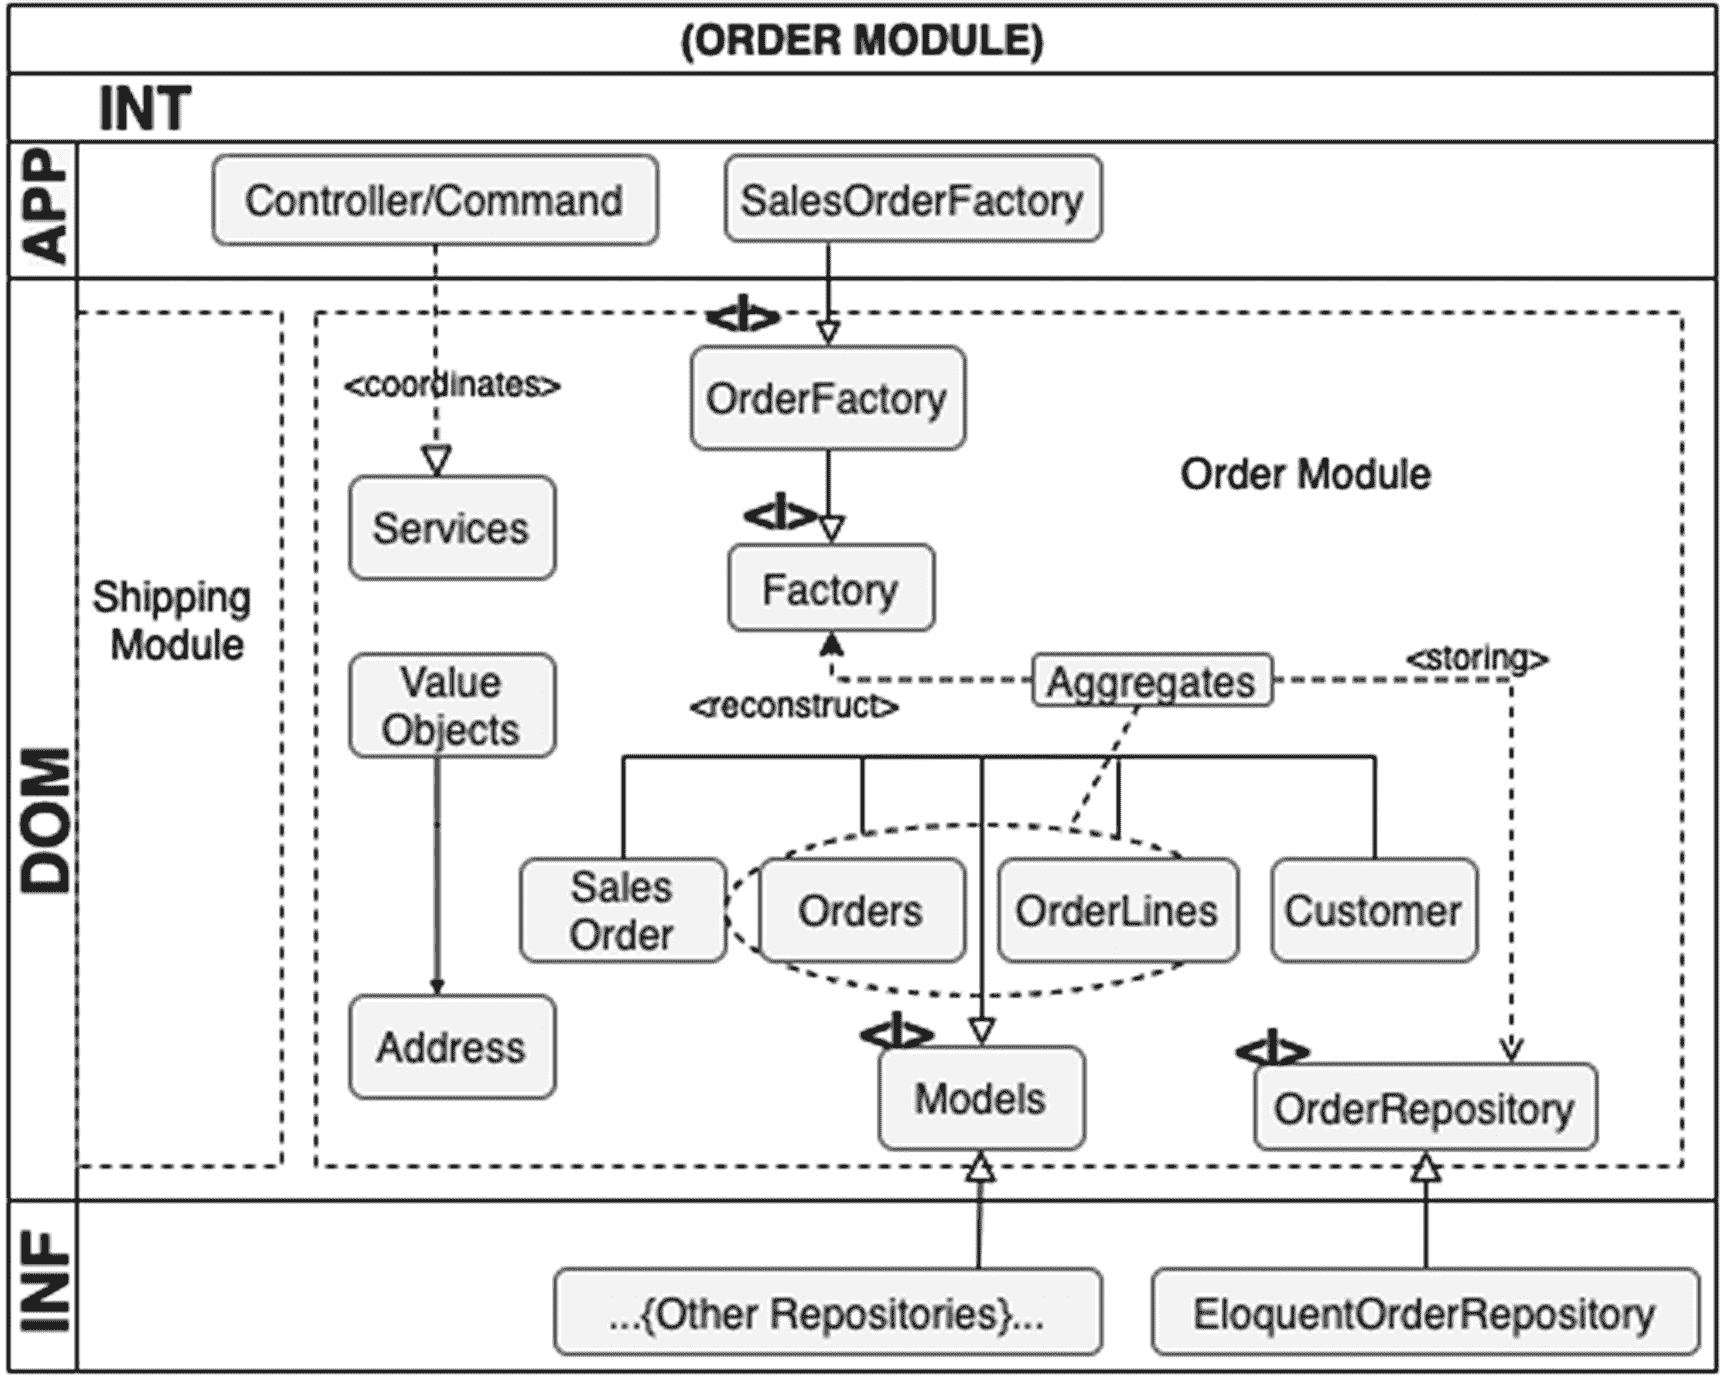 (ORDER MODULE)
INT
APP
Controller/Command
SalesOrderFactory
DOM
<I>
<coordinates>
OrderFactory
Order Module
<I>
Services
Factory
Shipping
Module
Value
Objects
Aggregates
<storing>
<reconstruct>
Sales
Order
Orders
OrderLines
Customer
Address
<I>
Models
<I>
OrderRepository
INF
...{Other Repositories}...
EloquentOrderRepository